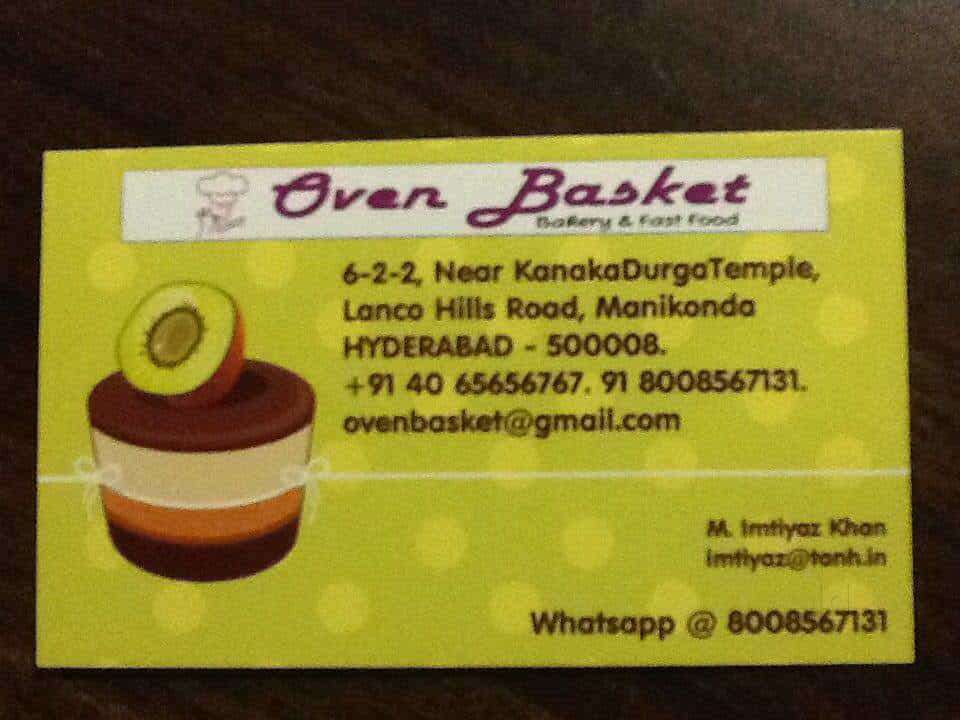 Oven Basket
Bakery & Fast Food
6-2-2, Near KanakaDurgaTemple,
Lanco Hills Road, Manikonda
HYDERABAD - 500008.
+91 40 65656767. 91 8008567131.
ovenbasket@gmail.com
M. Imtiyaz Khan
imtiyaz@tanh.in
Whatsapp @ 8008567131